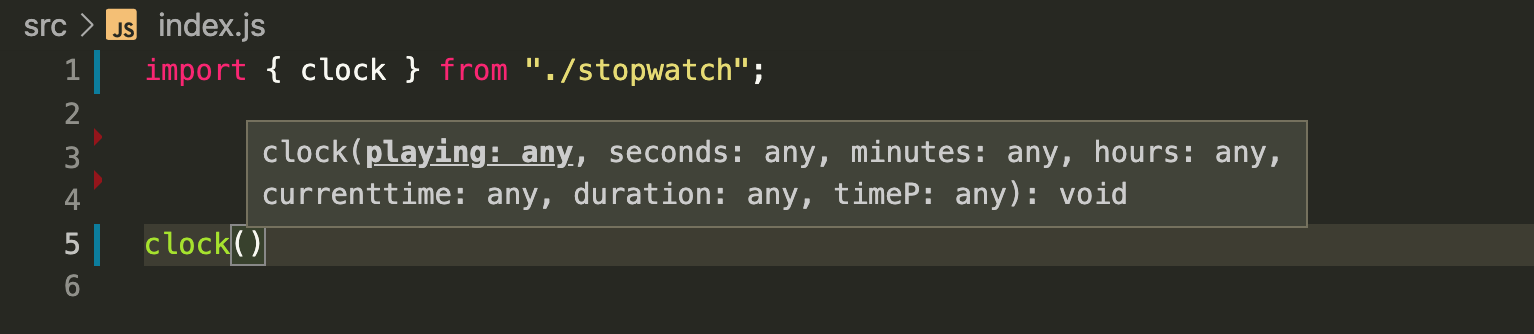 src > JS index.js
1 import { clock } from "./stopwatch";
2
3
clock(playing: any, seconds: any, minutes: any, hours: any,
4
currenttime: any, duration: any, timeP: any): void
5 clock()
6